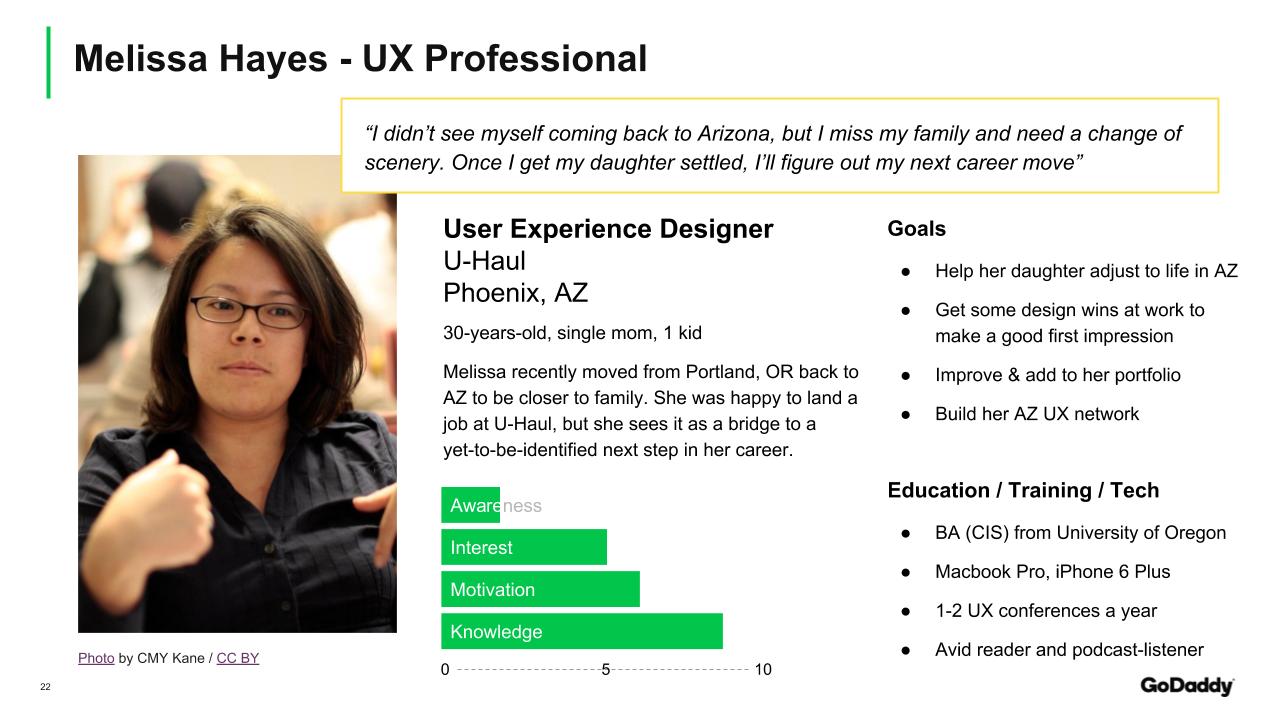 Melissa Hayes - UX Professional
“I didn’t see myself coming back to Arizona, but I miss my family and need a change of
scenery. Once I get my daughter settled, I’ll figure out my next career move”
User Experience Designer
U-Haul
Phoenix, AZ
30-years-old, single mom, 1 kid
Melissa recently moved from Portland, OR back to
AZ to be closer to family. She was happy to land a
job at U-Haul, but she sees it as a bridge to a
yet-to-be-identified next step in her career.
Awareness
Interest
Motivation
Knowledge
0 5 10
Goals
● Help her daughter adjust to life in AZ
● Get some design wins at work to
make a good first impression
● Improve & add to her portfolio
● Build her AZ UX network
Education / Training / Tech
● BA (CIS) from University of Oregon
● Macbook Pro, iPhone 6 Plus
● 1-2 UX conferences a year
● Avid reader and podcast-listener
Photo by CMY Kane / CC BY
22
GoDaddy